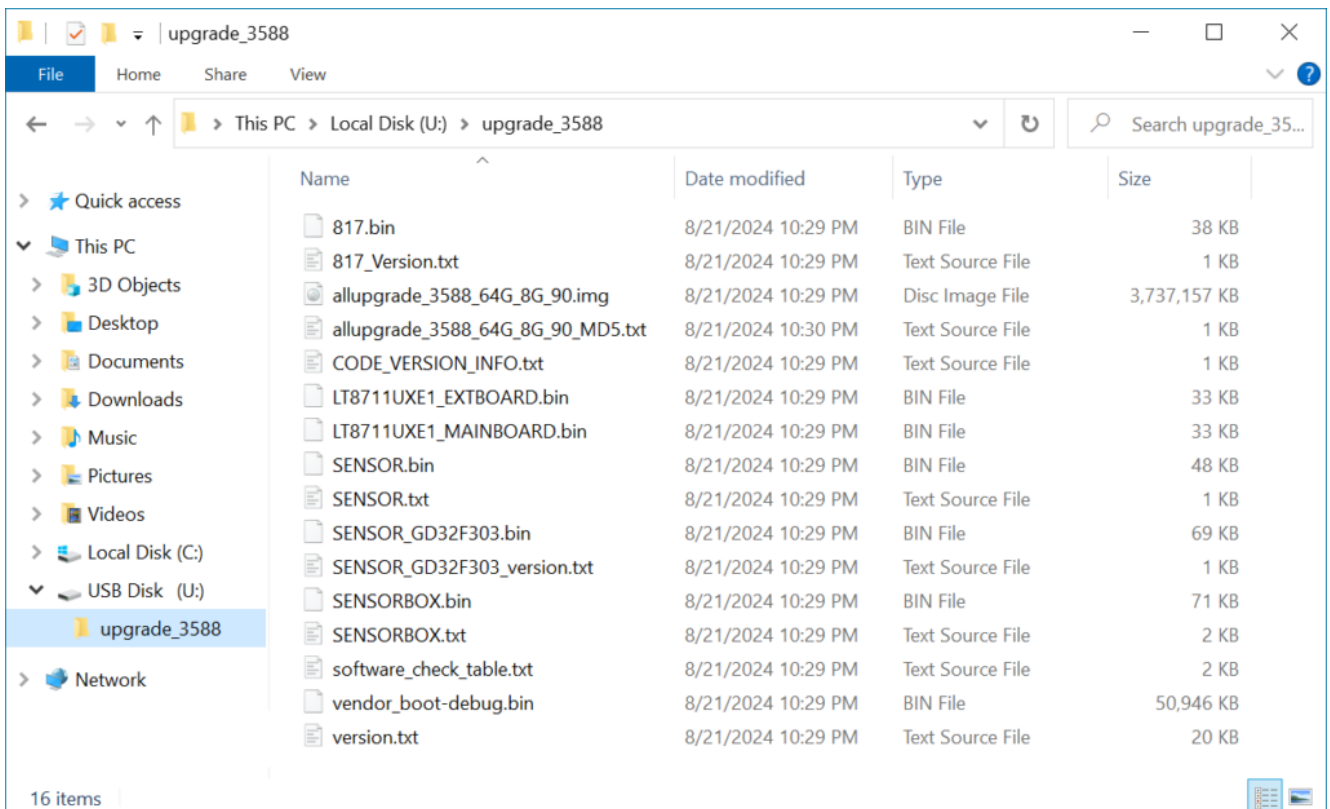 upgrade_3588
File Home Share View
This PC > Local Disk (U:) > upgrade_3588
Search upgrade_35...
Quick access
This PC
3D Objects
Desktop
Documents
Downloads
Music
Pictures
Videos
Local Disk (C:)
USB Disk (U:)
upgrade_3588
Network
Name Date modified Type Size
817.bin 8/21/2024 10:29 PM BIN File 38 KB
817_Version.txt 8/21/2024 10:29 PM Text Source File 1 KB
allupgrade_3588_64G_8G_90.img 8/21/2024 10:29 PM Disc Image File 3,737,157 KB
allupgrade_3588_64G_8G_90_MD5.txt 8/21/2024 10:30 PM Text Source File 1 KB
CODE_VERSION_INFO.txt 8/21/2024 10:29 PM Text Source File 1 KB
LT8711UXE1_EXTBOARD.bin 8/21/2024 10:29 PM BIN File 33 KB
LT8711UXE1_MAINBOARD.bin 8/21/2024 10:29 PM BIN File 33 KB
SENSOR.bin 8/21/2024 10:29 PM BIN File 48 KB
SENSOR.txt 8/21/2024 10:29 PM Text Source File 1 KB
SENSOR_GD32F303.bin 8/21/2024 10:29 PM BIN File 69 KB
SENSOR_GD32F303_version.txt 8/21/2024 10:29 PM Text Source File 1 KB
SENSORBOX.bin 8/21/2024 10:29 PM BIN File 71 KB
SENSORBOX.txt 8/21/2024 10:29 PM Text Source File 2 KB
software_check_table.txt 8/21/2024 10:29 PM Text Source File 2 KB
vendor_boot-debug.bin 8/21/2024 10:29 PM BIN File 50,946 KB
version.txt 8/21/2024 10:29 PM Text Source File 20 KB
16 items